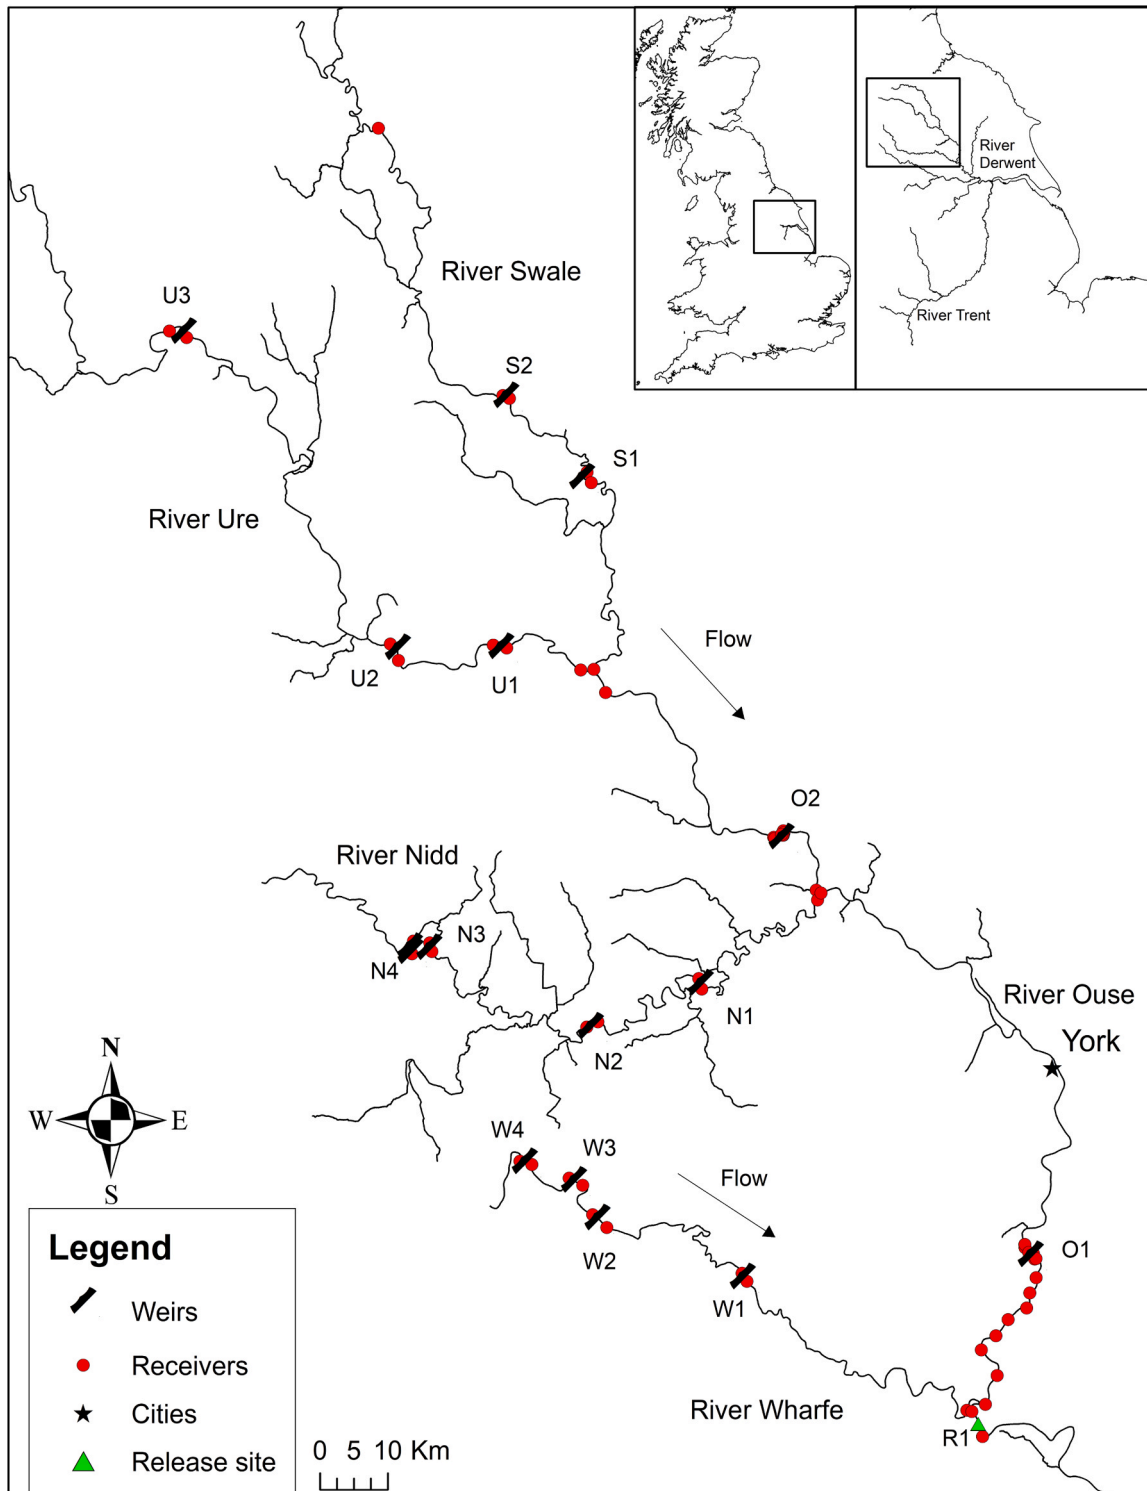 River
Derwent
River Trent
River Swale
U3
S2
S1
River Ure
Flow
U2
U1
O2
River Nidd
N3
N4
N1
River Ouse
York
N2
N
W
E
S
W4
W3
Flow
W2
O1
W1
Legend
Weirs
Receivers
Cities
Release site
River Wharfe
R1
0 5 10 Km